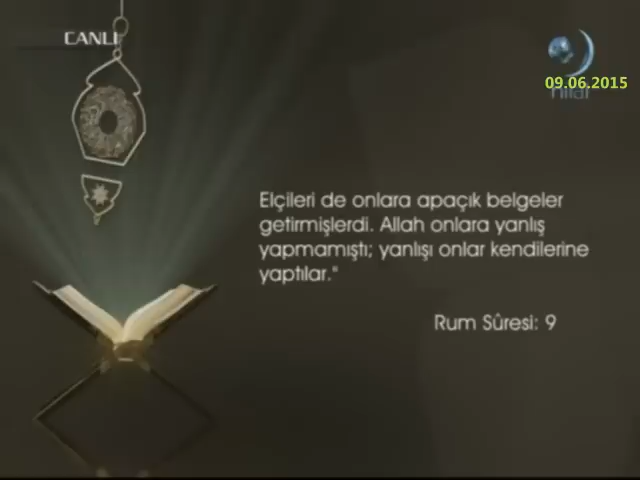 CANLI
09.06.2015
hilal
Elçileri de onlara apaçık belgeler
getirmişlerdi. Allah onlara yanlış
yapmamıştı; yanlışı onlar kendilerine
yaptılar."
Rum Sûresi: 9